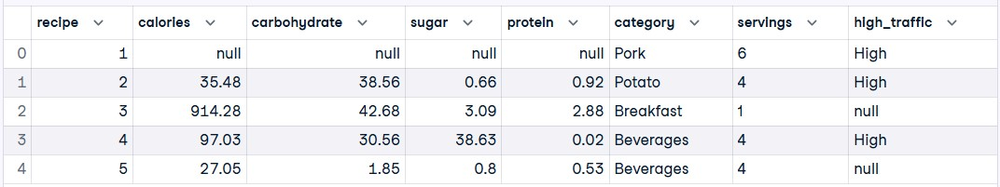 recipe calories carbohydrate sugar protein category servings high_traffic
0 1 null null null null Pork 6 High
1 2 35.48 38.56 0.66 0.92 Potato 4 High
2 3 914.28 42.68 3.09 2.88 Breakfast 1 null
3 4 97.03 30.56 38.63 0.02 Beverages 4 High
4 5 27.05 1.85 0.8 0.53 Beverages 4 null